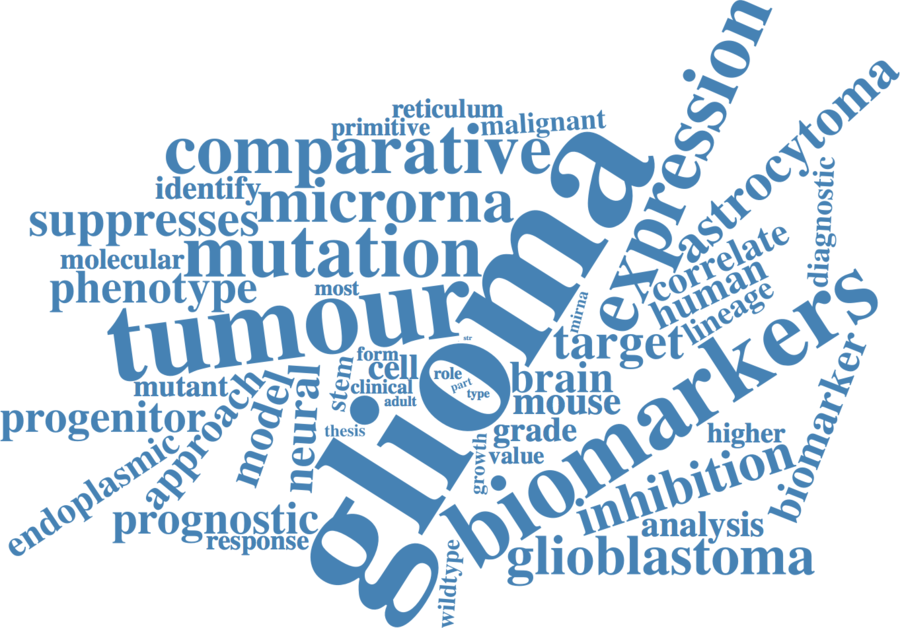 reticulum
primitive
malignant
comparative
identify
microrna
suppresses
mutation
molecular
phenotype
most
tumour
glioma
expression
astrocytoma
diagnostic
correlate
human
lineage
mirna
target
str
form
cell
role
part
type
clinical
adult
stem
thesis
mutant
approach
model
neural
progenitor
endoplasmic
prognostic
response
brain
mouse
grade
value
growth
biomarkers
biomarker
higher
inhibition
analysis
glioblastoma
wildtype